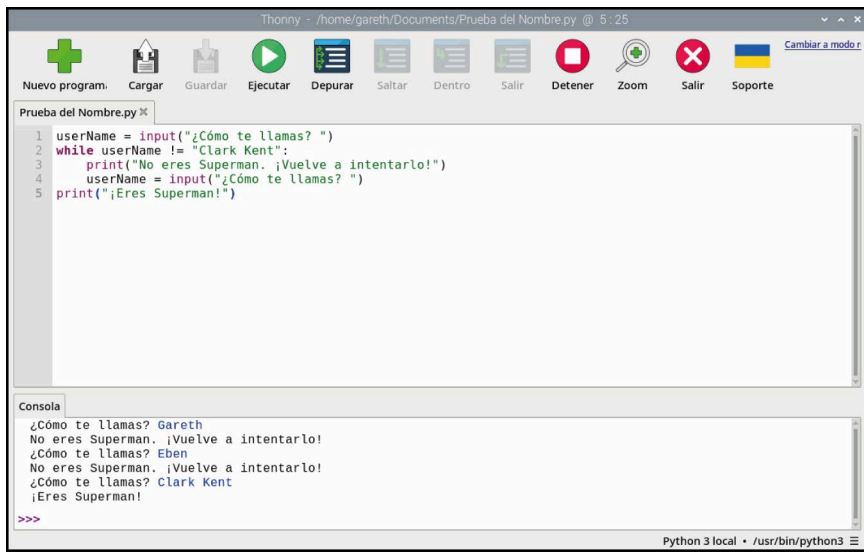 Thonny - /home/gareth/Documents/Prueba del Nombre.py @ 5:25
Cambiar a modo r
Nuevo program. Cargar Guardar Ejecutar Depurar Saltar Dentro Salir Detener Zoom Salir Soporte
Prueba del Nombre.py
1 userName = input("¿Cómo te llamas? ")
2 while userName != "Clark Kent":
3 print("No eres Superman. ¡Vuelve a intentarlo!")
4 userName = input("¿Cómo te llamas? ")
5 print("¡Eres Superman!")
Consola
¿Cómo te llamas? Gareth
No eres Superman. ¡Vuelve a intentarlo!
¿Cómo te llamas? Eben
No eres Superman. ¡Vuelve a intentarlo!
¿Cómo te llamas? Clark Kent
¡Eres Superman!
>>>
Python 3 local • /usr/bin/python3 ☰